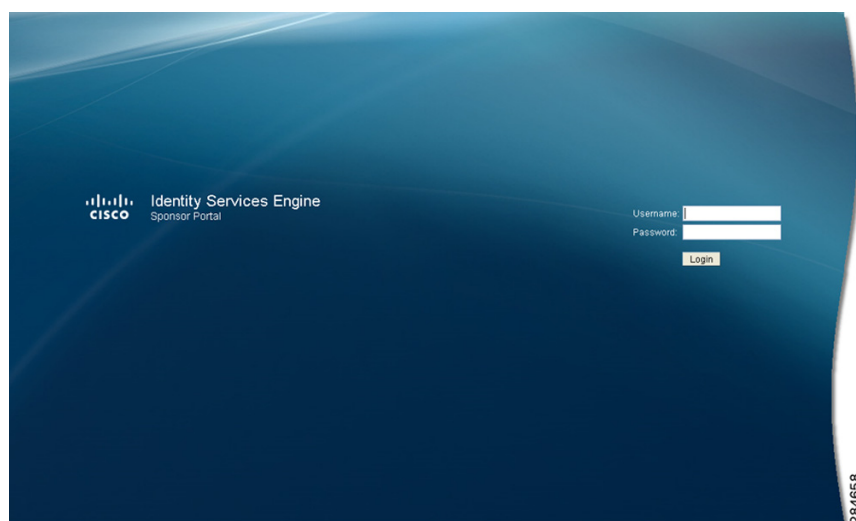 CISCO
Identity Services Engine
Sponsor Portal
Username:
Password:
Login
284658